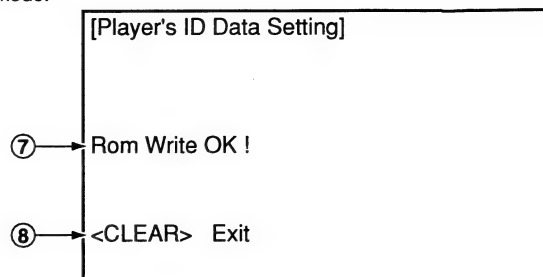 [Player's ID Data Setting]
⑦ Rom Write OK !
⑧ <CLEAR> Exit